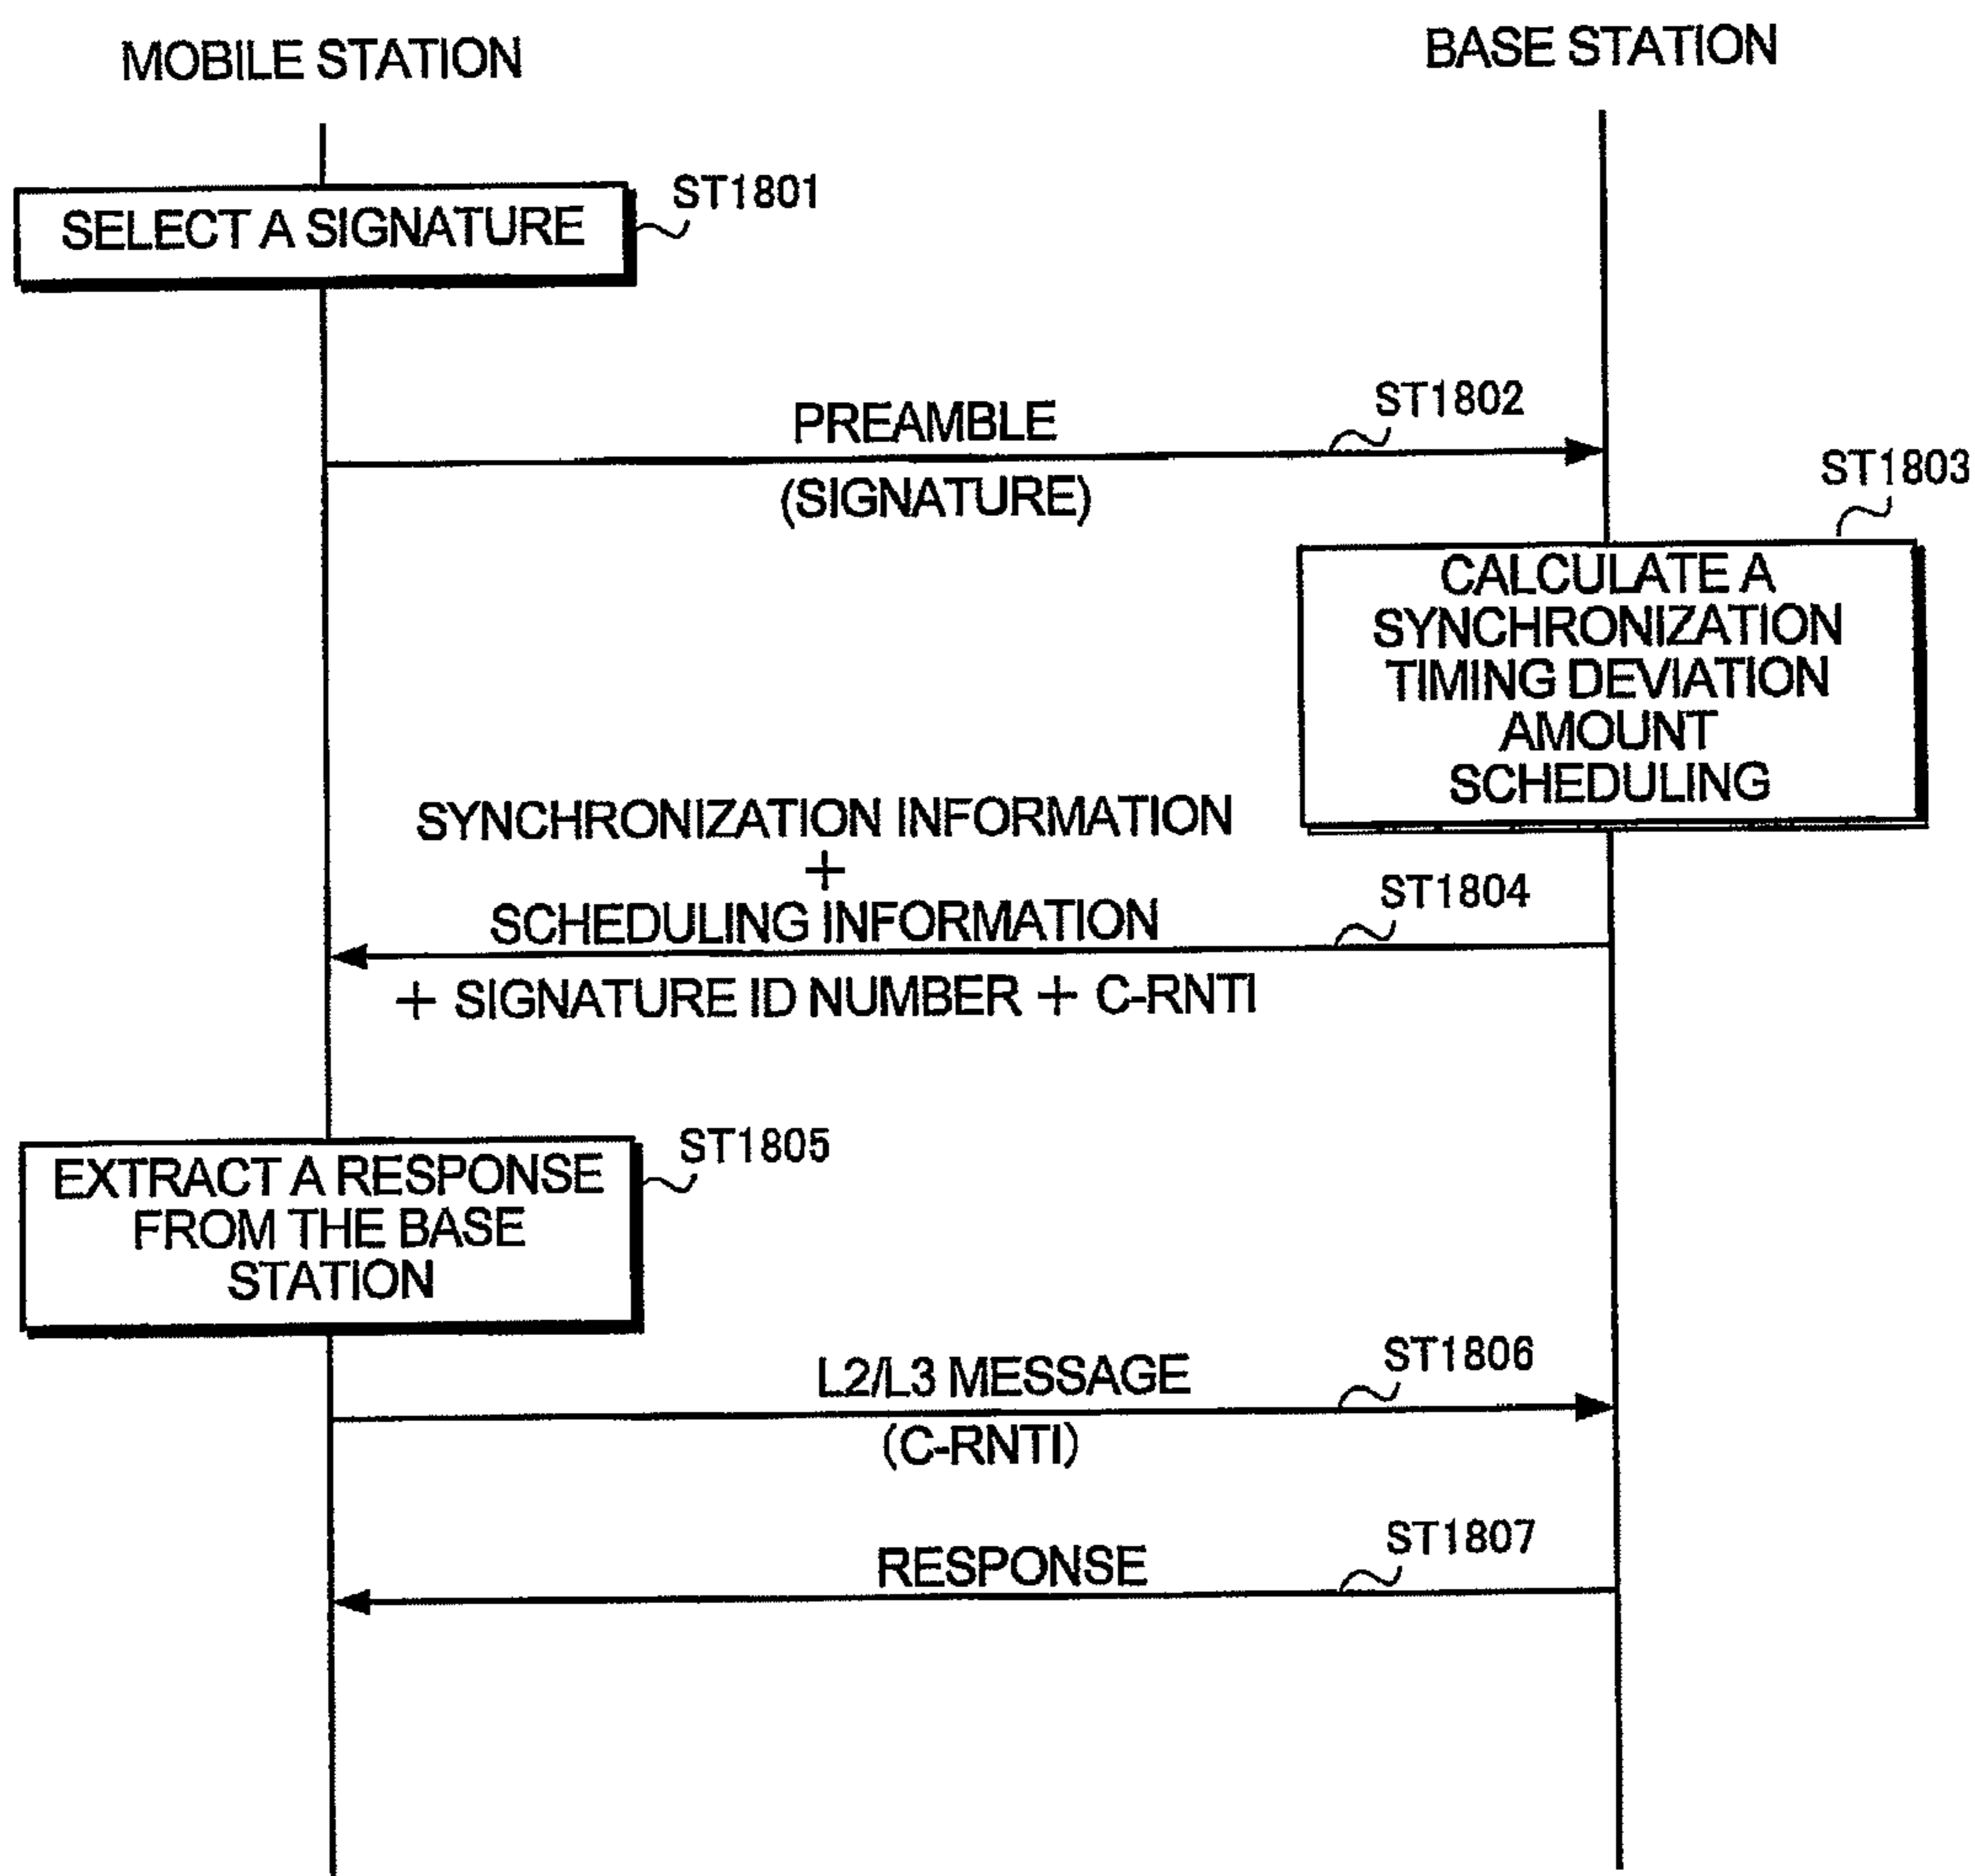 MOBILE STATION
BASE STATION
SELECT A SIGNATURE
ST1801
PREAMBLE
ST1802
(SIGNATURE)
ST1803
CALCULATE A
SYNCHRONIZATION
TIMING DEVIATION
AMOUNT
SCHEDULING
SYNCHRONIZATION INFORMATION
+
SCHEDULING INFORMATION
ST1804
+ SIGNATURE ID NUMBER + C-RNTI
EXTRACT A RESPONSE
FROM THE BASE
STATION
ST1805
L2/L3 MESSAGE
ST1806
(C-RNTI)
RESPONSE
ST1807